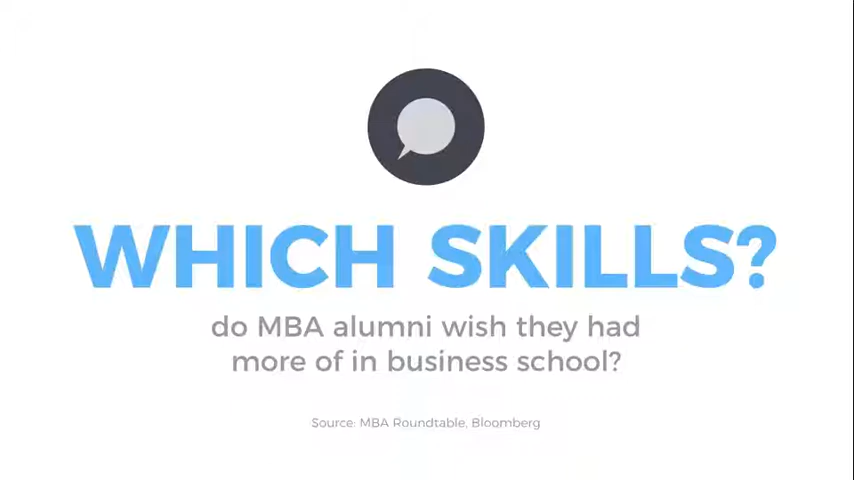 WHICH SKILLS?
do MBA alumni wish they had
more of in business school?
Source: MBA Roundtable, Bloomberg